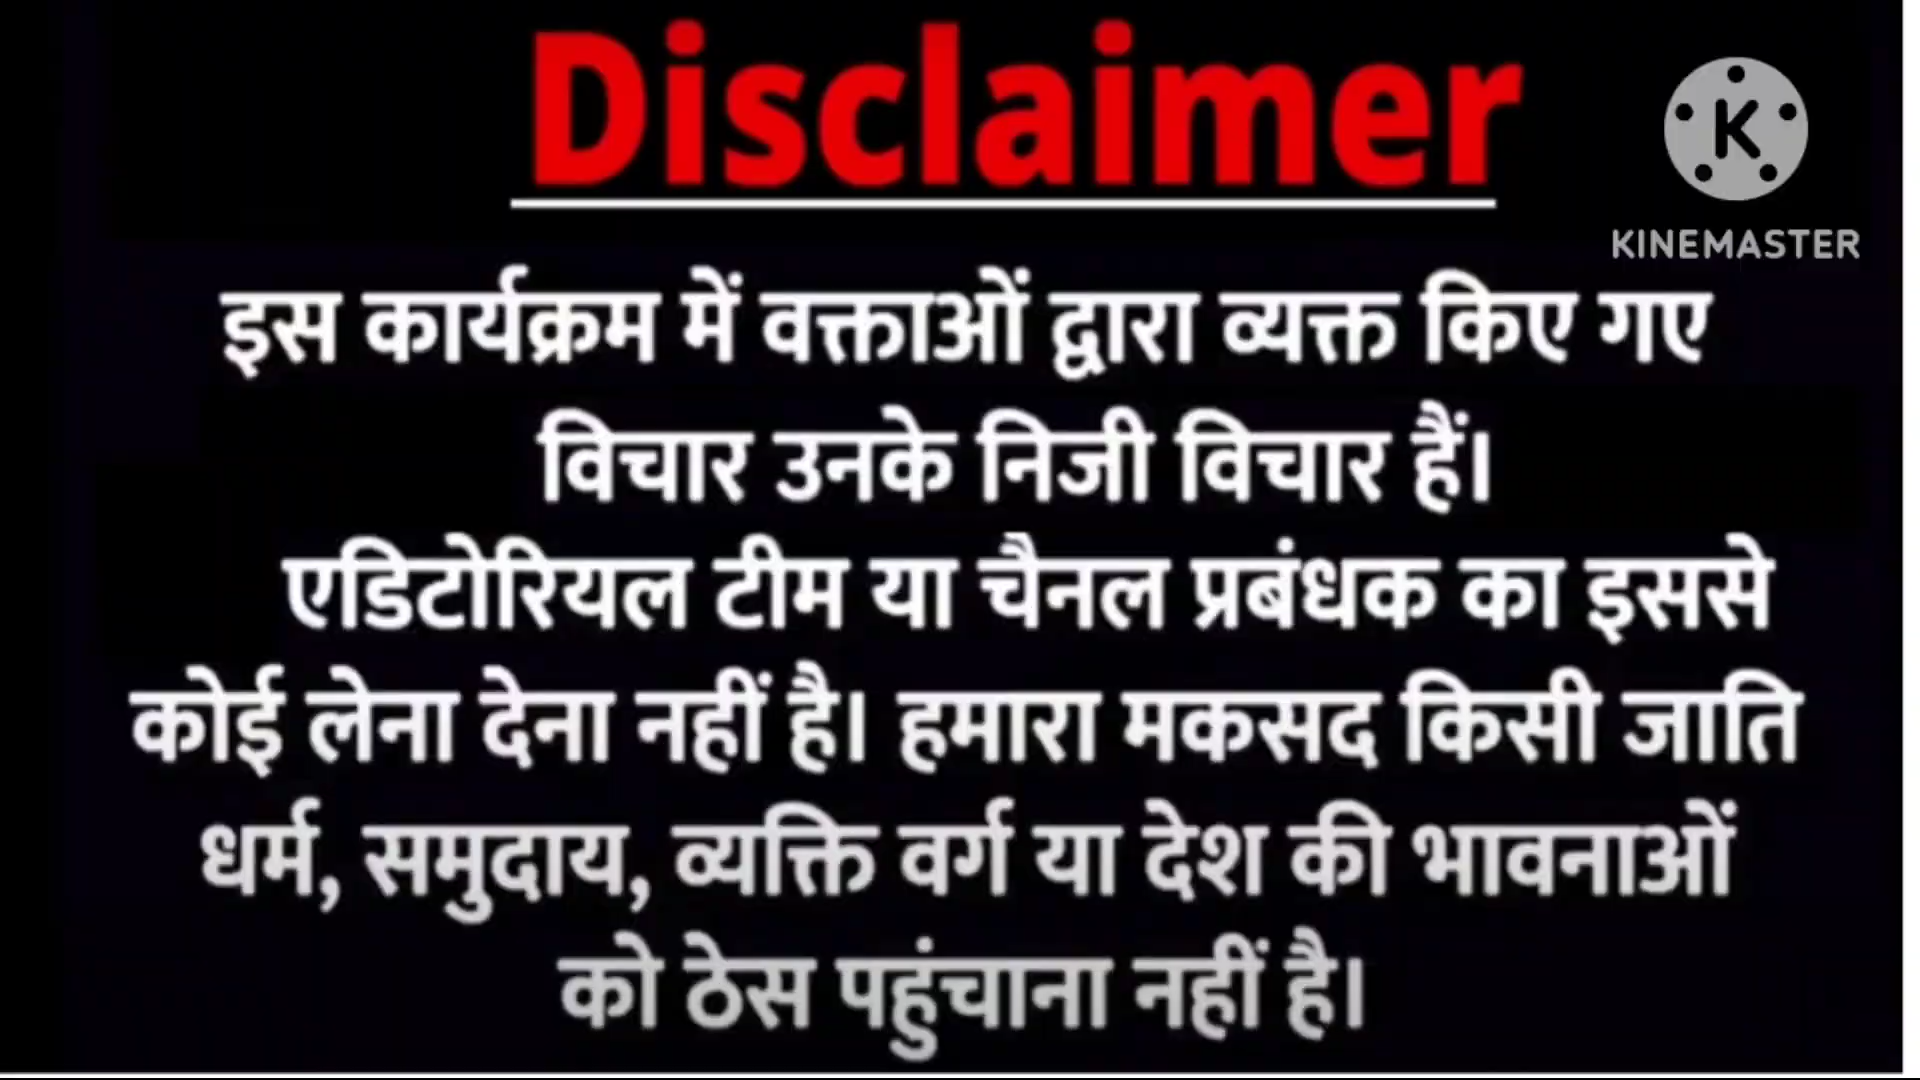 Disclaimer
KINEMASTER
इस कार्यक्रम में वक्ताओं द्वारा व्यक्त किए गए
विचार उनके निजी विचार हैं।
एडिटोरियल टीम या चैनल प्रबंधक का इससे
कोई लेना देना नहीं है। हमारा मकसद किसी जाति
धर्म, समुदाय, व्यक्ति वर्ग या देश की भावनाओं
को ठेस पहुंचाना नहीं है।